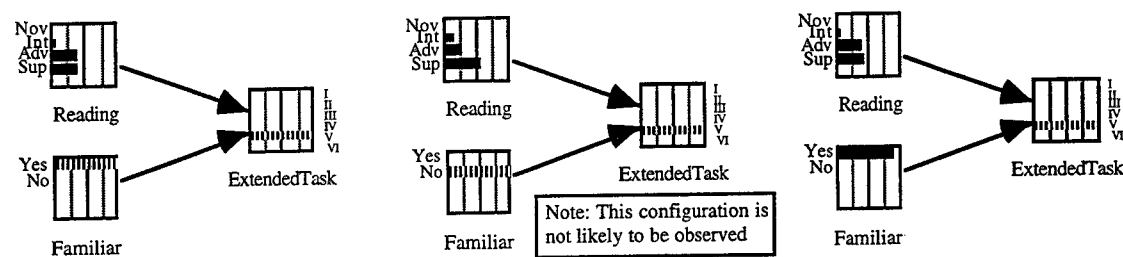 Nov
Int
Adv
Sup
Reading
Yes
No
Familiar
I
II
III
IV
V
VI
ExtendedTask
Nov
Int
Adv
Sup
Reading
Yes
No
Familiar
I
II
III
IV
V
VI
ExtendedTask
Note: This configuration is
not likely to be observed
Nov
Int
Adv
Sup
Reading
Yes
No
Familiar
I
II
III
IV
V
VI
ExtendedTask